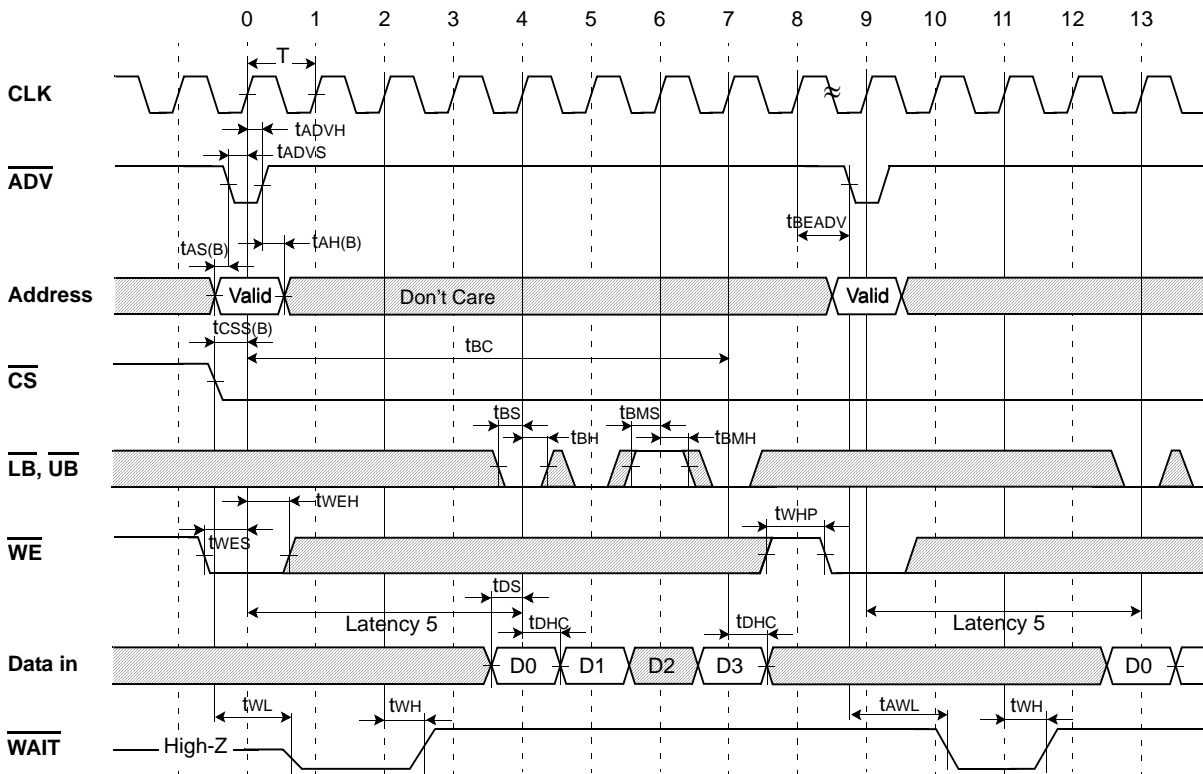 0 1 2 3 4 5 6 7 8 9 10 11 12 13
T
CLK
tADVH
tADVS
ADV
tBEADV
tAS(B) tAH(B)
Address Valid Don't Care Valid
tCSS(B)
tBC
CS
tBS tBMS
tBH tBMH
LB, UB
tWEH
tWHP
tWES
WE
tDS
Latency 5 Latency 5
tDHC tDHC
Data in D0 D1 D2 D3 D0
tWL tWH tAWL tWH
WAIT High-Z